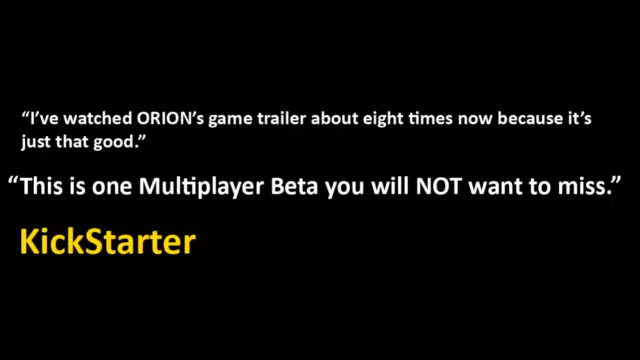 “I’ve watched ORION’s game trailer about eight times now because it’s
just that good.”
“This is one Multiplayer Beta you will NOT want to miss.”
KickStarter